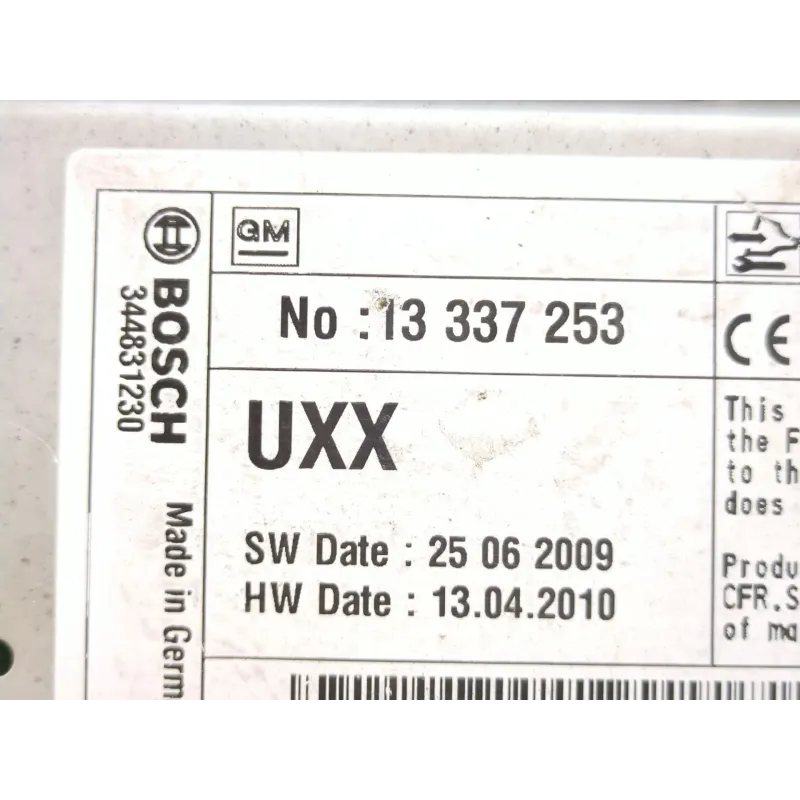 GM
No : 13 337 253
UXX
SW Date : 25 06 2009
HW Date : 13.04.2010
BOSCH
344831230
Made in Germ
CE
This
the F
to th
does
Produ
CFR.S
of ma